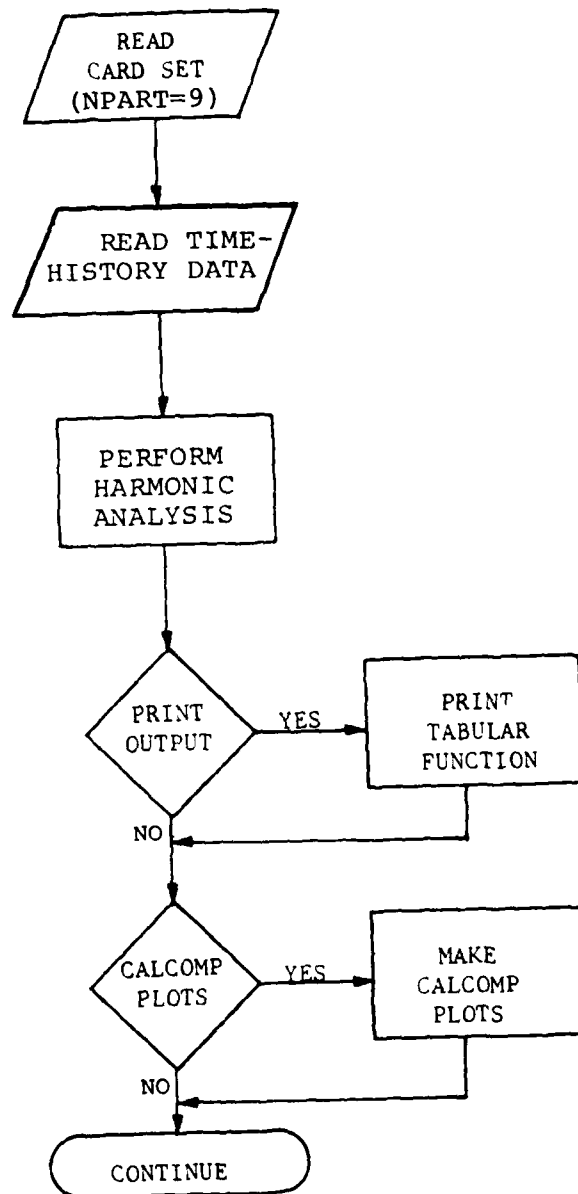 READ
CARD SET
(NPART=9)
READ TIME-
HISTORY DATA
PERFORM
HARMONIC
ANALYSIS
PRINT
OUTPUT
YES
PRINT
TABULAR
FUNCTION
NO
CALCOMP
PLOTS
YES
MAKE
CALCOMP
PLOTS
NO
CONTINUE